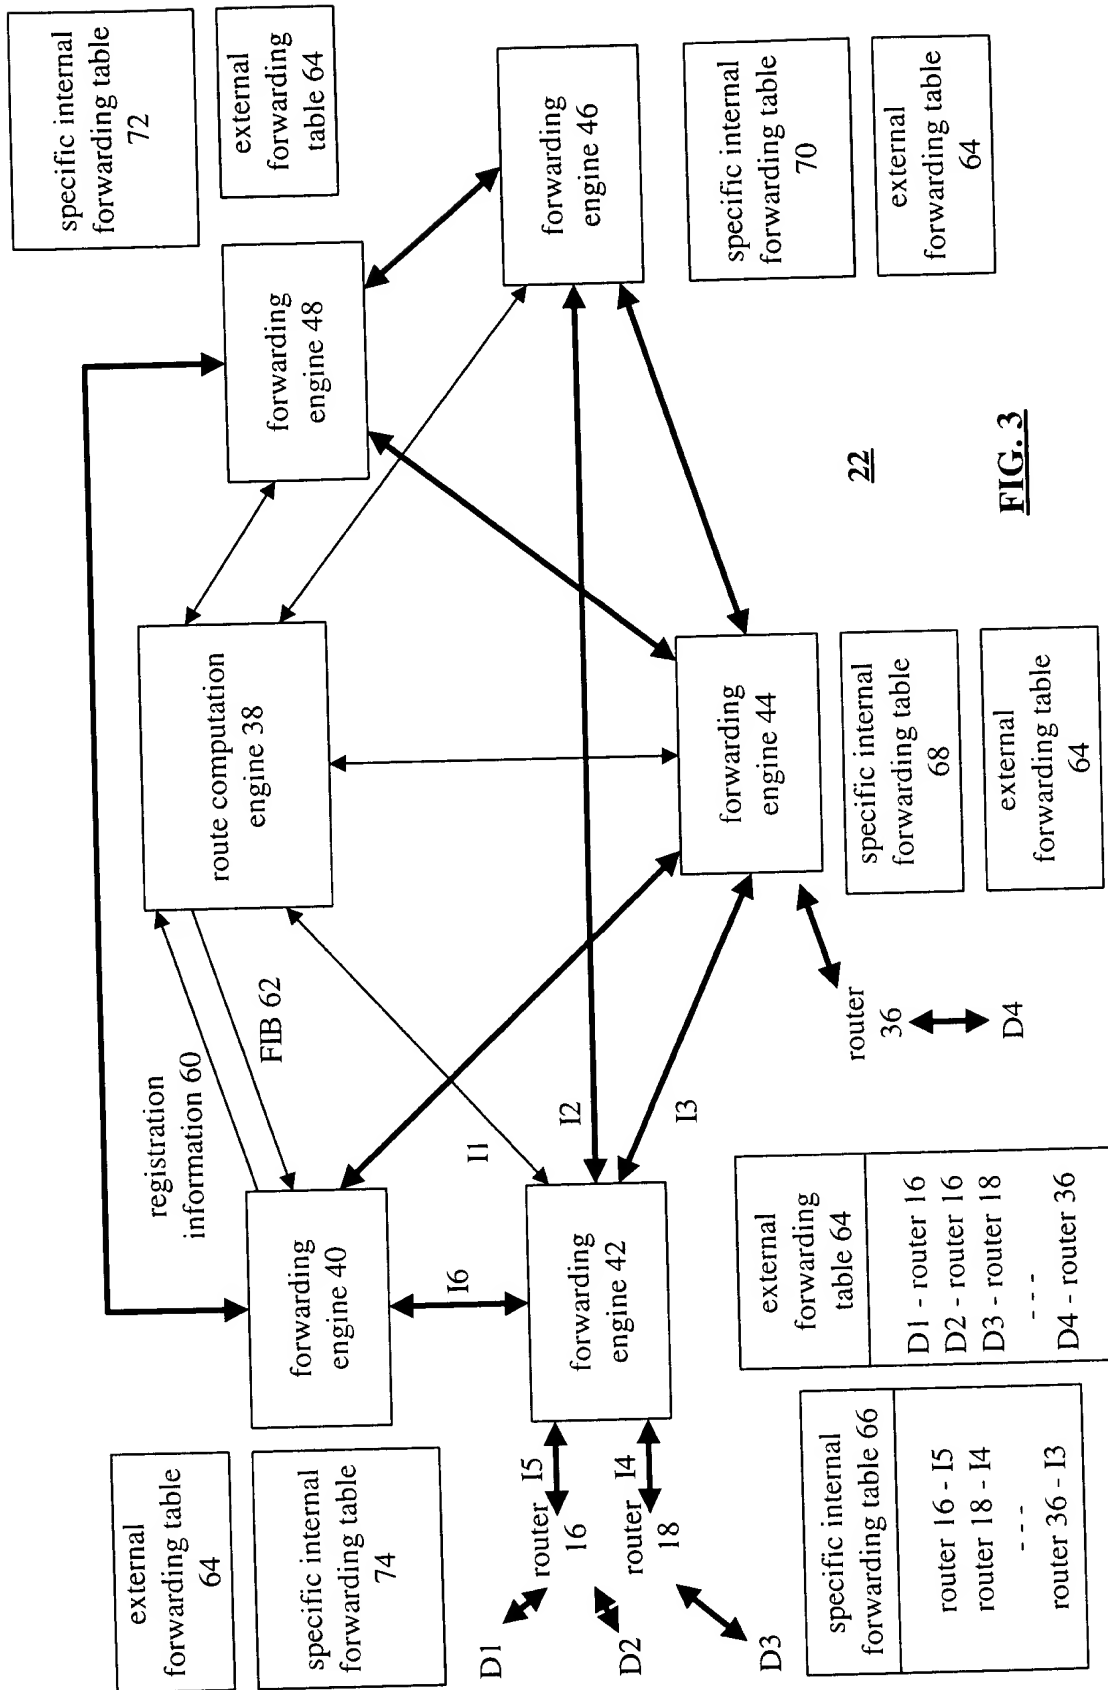 external
forwarding table
64
specific internal
forwarding table
74
registration
information 60
FIB 62
route computation
engine 38
specific internal
forwarding table
72
external
forwarding
table 64
forwarding
engine 40
forwarding
engine 48
I6
I1
D1
D2
D3
router
16
I5
router
18
I4
forwarding
engine 42
I2
I3
forwarding
engine 44
forwarding
engine 46
specific internal
forwarding table
70
external
forwarding table
64
router
36
D4
specific internal
forwarding table
68
external
forwarding table
64
specific internal
forwarding table 66
router 16 - I5
router 18 - I4
- - -
router 36 - I3
external
forwarding
table 64
D1 - router 16
D2 - router 16
D3 - router 18
- - -
D4 - router 36
22
FIG. 3